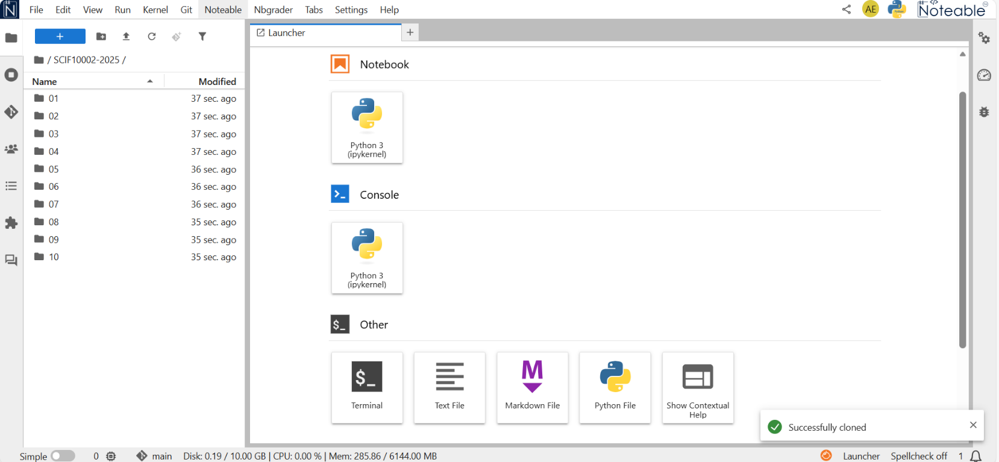 File Edit View Run Kernel Git Noteable Nbgrader Tabs Settings Help
AE
Noteable
Launcher
/ SCIF10002-2025 /
Name Modified
01 37 sec. ago
02 37 sec. ago
03 37 sec. ago
04 37 sec. ago
05 36 sec. ago
06 36 sec. ago
07 36 sec. ago
08 35 sec. ago
09 35 sec. ago
10 35 sec. ago
Notebook
Python 3
(ipykernel)
Console
Python 3
(ipykernel)
$_ Other
$_
Terminal
Text File
M
Markdown File
Python File
Show Contextual
Help
Successfully cloned
Simple 0 main Disk: 0.19 / 10.00 GB | CPU: 0.00 % | Mem: 285.86 / 6144.00 MB
Launcher Spellcheck off 1